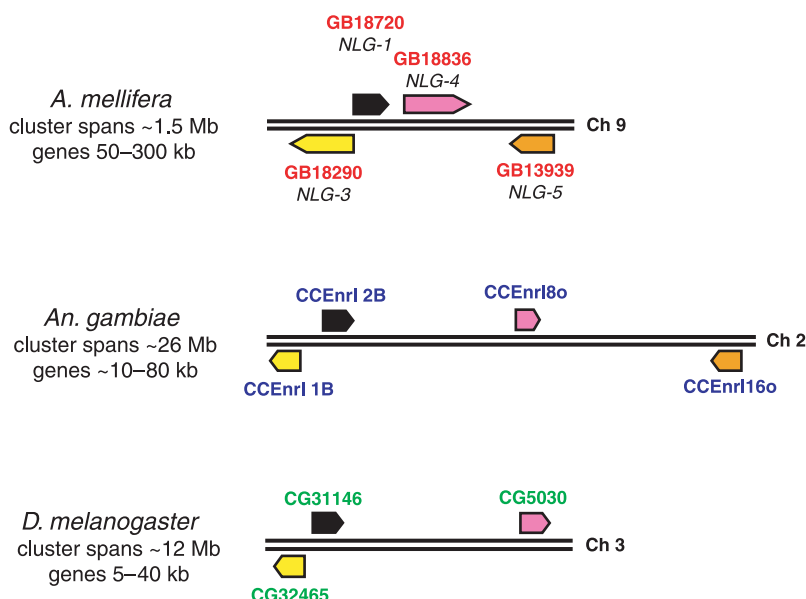 GB18720
NLG-1
GB18836
NLG-4
A. mellifera
cluster spans ~1.5 Mb
genes 50–300 kb
Ch 9
GB18290
NLG-3
GB13939
NLG-5
CCEnrl 2B
CCEnrl8o
An. gambiae
cluster spans ~26 Mb
genes ~10–80 kb
Ch 2
CCEnrl 1B
CCEnrl16o
CG31146
CG5030
D. melanogaster
cluster spans ~12 Mb
genes 5–40 kb
Ch 3
CG32465